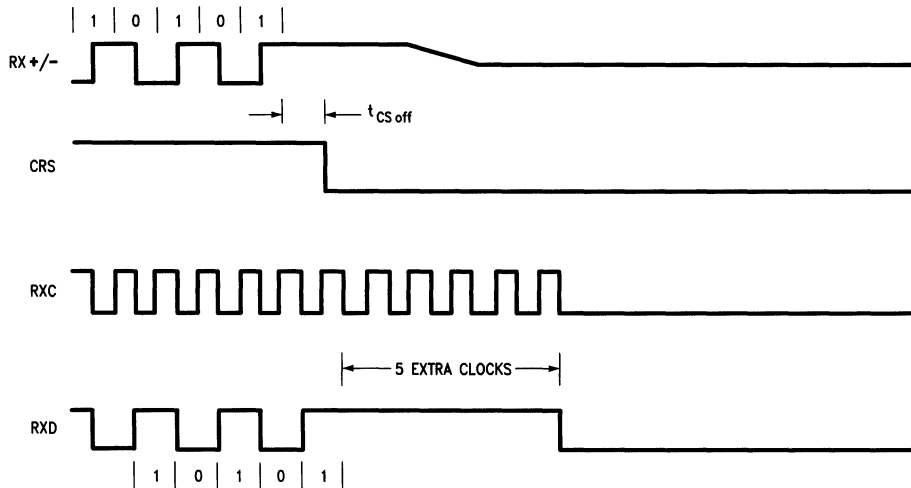 1 0 1 0 1
RX +/-
t CS off
CRS
RXC
5 EXTRA CLOCKS
RXD
1 0 1 0 1